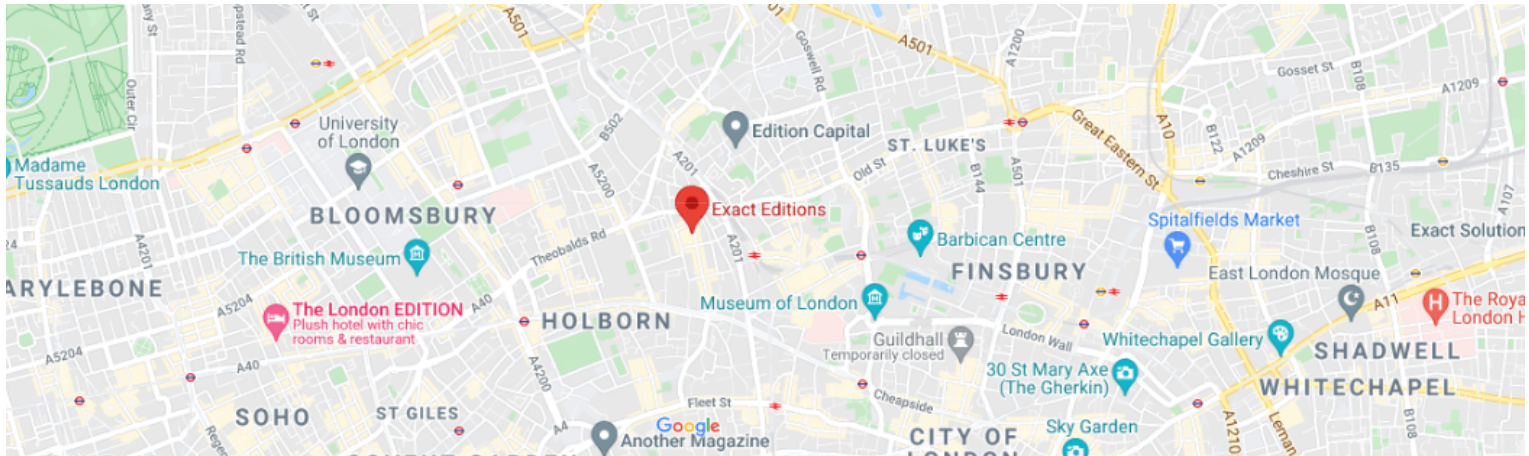 A501
Goswell Rd
A501
A1200
Gosset St
B108
A1209
Outer Cir
University
of London
B502
Edition Capital
ST. LUKE'S
Great Eastern St
A10
B122
A1209
Madame
Tussauds London
A201
A5200
Old St
B144
A501
Cheshire St
B135
A107
BLOOMSBURY
Exact Editions
Spitalfields Market
A4201
The British Museum
Theobalds Rd
A201
Barbican Centre
FINSBURY
B108
Exact Solution
East London Mosque
ARYLEBONE
A5204
A40
Museum of London
A11
The London EDITION
Plush hotel with chic
rooms & restaurant
HOLBORN
The Roya
London H
Guildhall
Temporarily closed
London Wall
Whitechapel Gallery
SHADWELL
A5204
A40
A4200
30 St Mary Axe
(The Gherkin)
WHITECHAPEL
SOHO
ST GILES
Fleet St
Cheapside
A4
Google
Another Magazine
CITY OF
LONDON
Sky Garden
A1210
Leman
B108